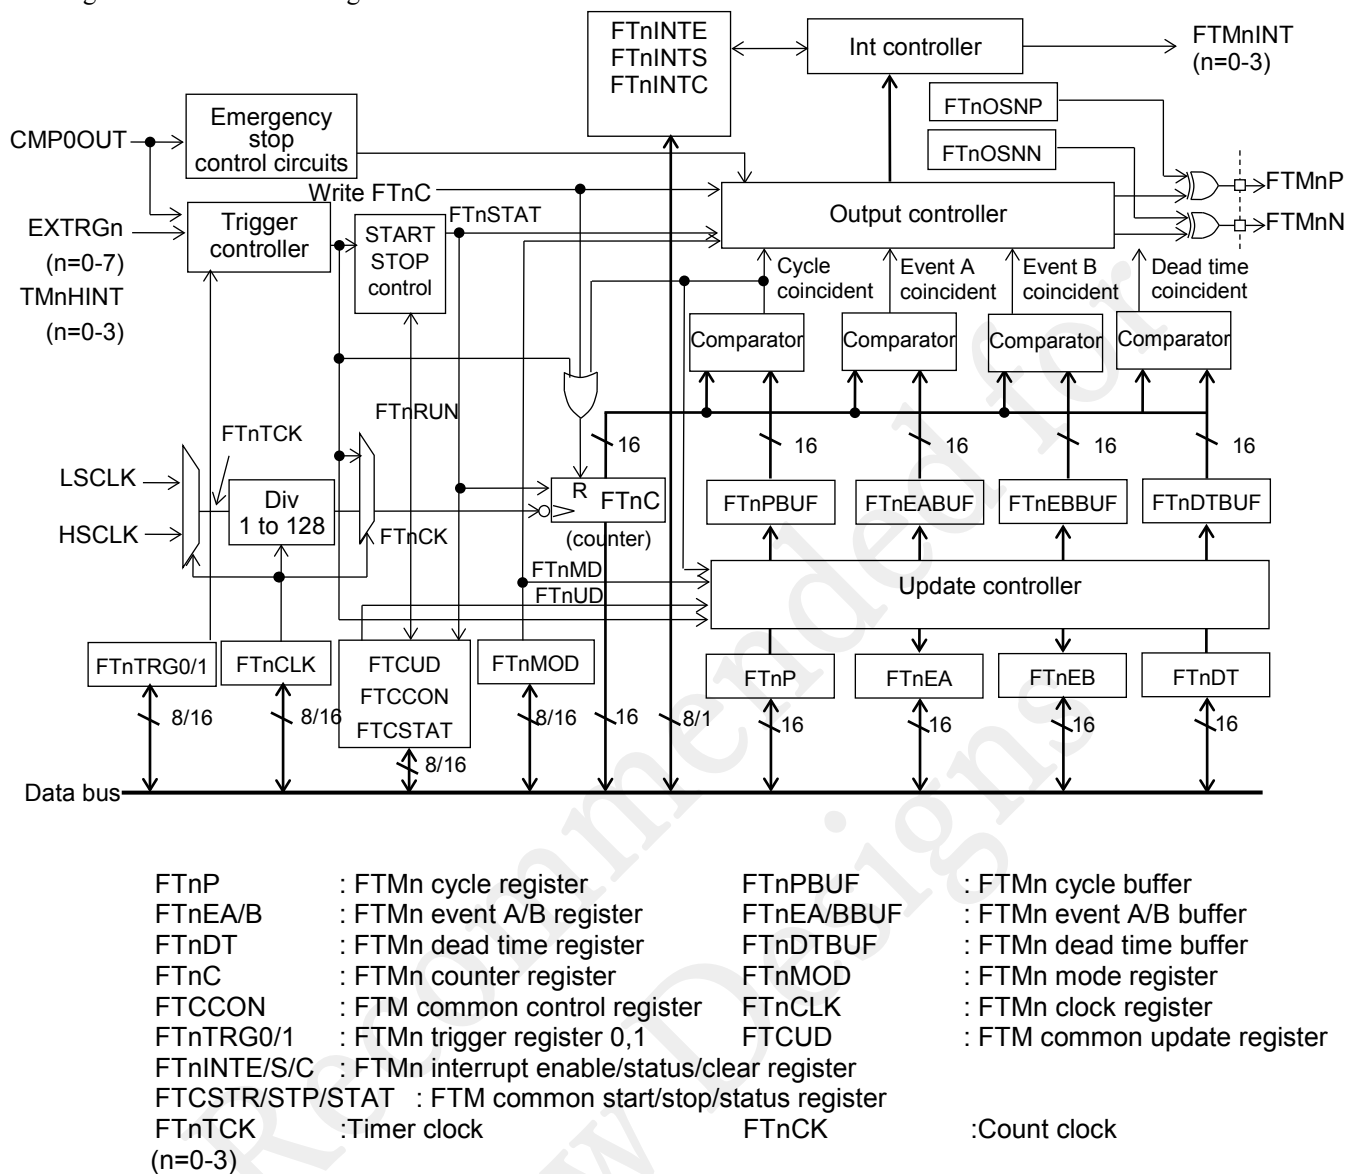 FTnINTE
FTnINTS
FTnINTC
Int controller
FTMnINT
(n=0-3)
FTnOSNP
FTnOSNN
CMP0OUT
Emergency
stop
control circuits
Write FTnC
FTnSTAT
Output controller
FTMnP
FTMnN
EXTRGn
(n=0-7)
TMnHINT
(n=0-3)
Trigger
controller
START
STOP
control
Cycle
coincident
Event A
coincident
Event B
coincident
Dead time
coincident
Comparator
Comparator
Comparator
Comparator
FTnRUN
FTnTCK
16
16
16
16
16
LSCLK
HSCLK
Div
1 to 128
FTnCK
R
FTnC
(counter)
FTnPBUF
FTnEABUF
FTnEBBUF
FTnDTBUF
FTnMD
FTnUD
Update controller
FTnTRG0/1
FTnCLK
FTCUD
FTCCON
FTCSTAT
FTnMOD
FTnP
FTnEA
FTnEB
FTnDT
8/16
8/16
8/16
8/16
16
8/1
16
16
16
16
Data bus
FTnP : FTMn cycle register FTnPBUF : FTMn cycle buffer
FTnEA/B : FTMn event A/B register FTnEA/BBUF : FTMn event A/B buffer
FTnDT : FTMn dead time register FTnDTBUF : FTMn dead time buffer
FTnC : FTMn counter register FTnMOD : FTMn mode register
FTCCON : FTM common control register FTnCLK : FTMn clock register
FTnTRG0/1 : FTMn trigger register 0,1 FTCUD : FTM common update register
FTnINTE/S/C : FTMn interrupt enable/status/clear register
FTCSTR/STP/STAT : FTM common start/stop/status register
FTnTCK :Timer clock FTnCK :Count clock
(n=0-3)
Recommended for
w Designs